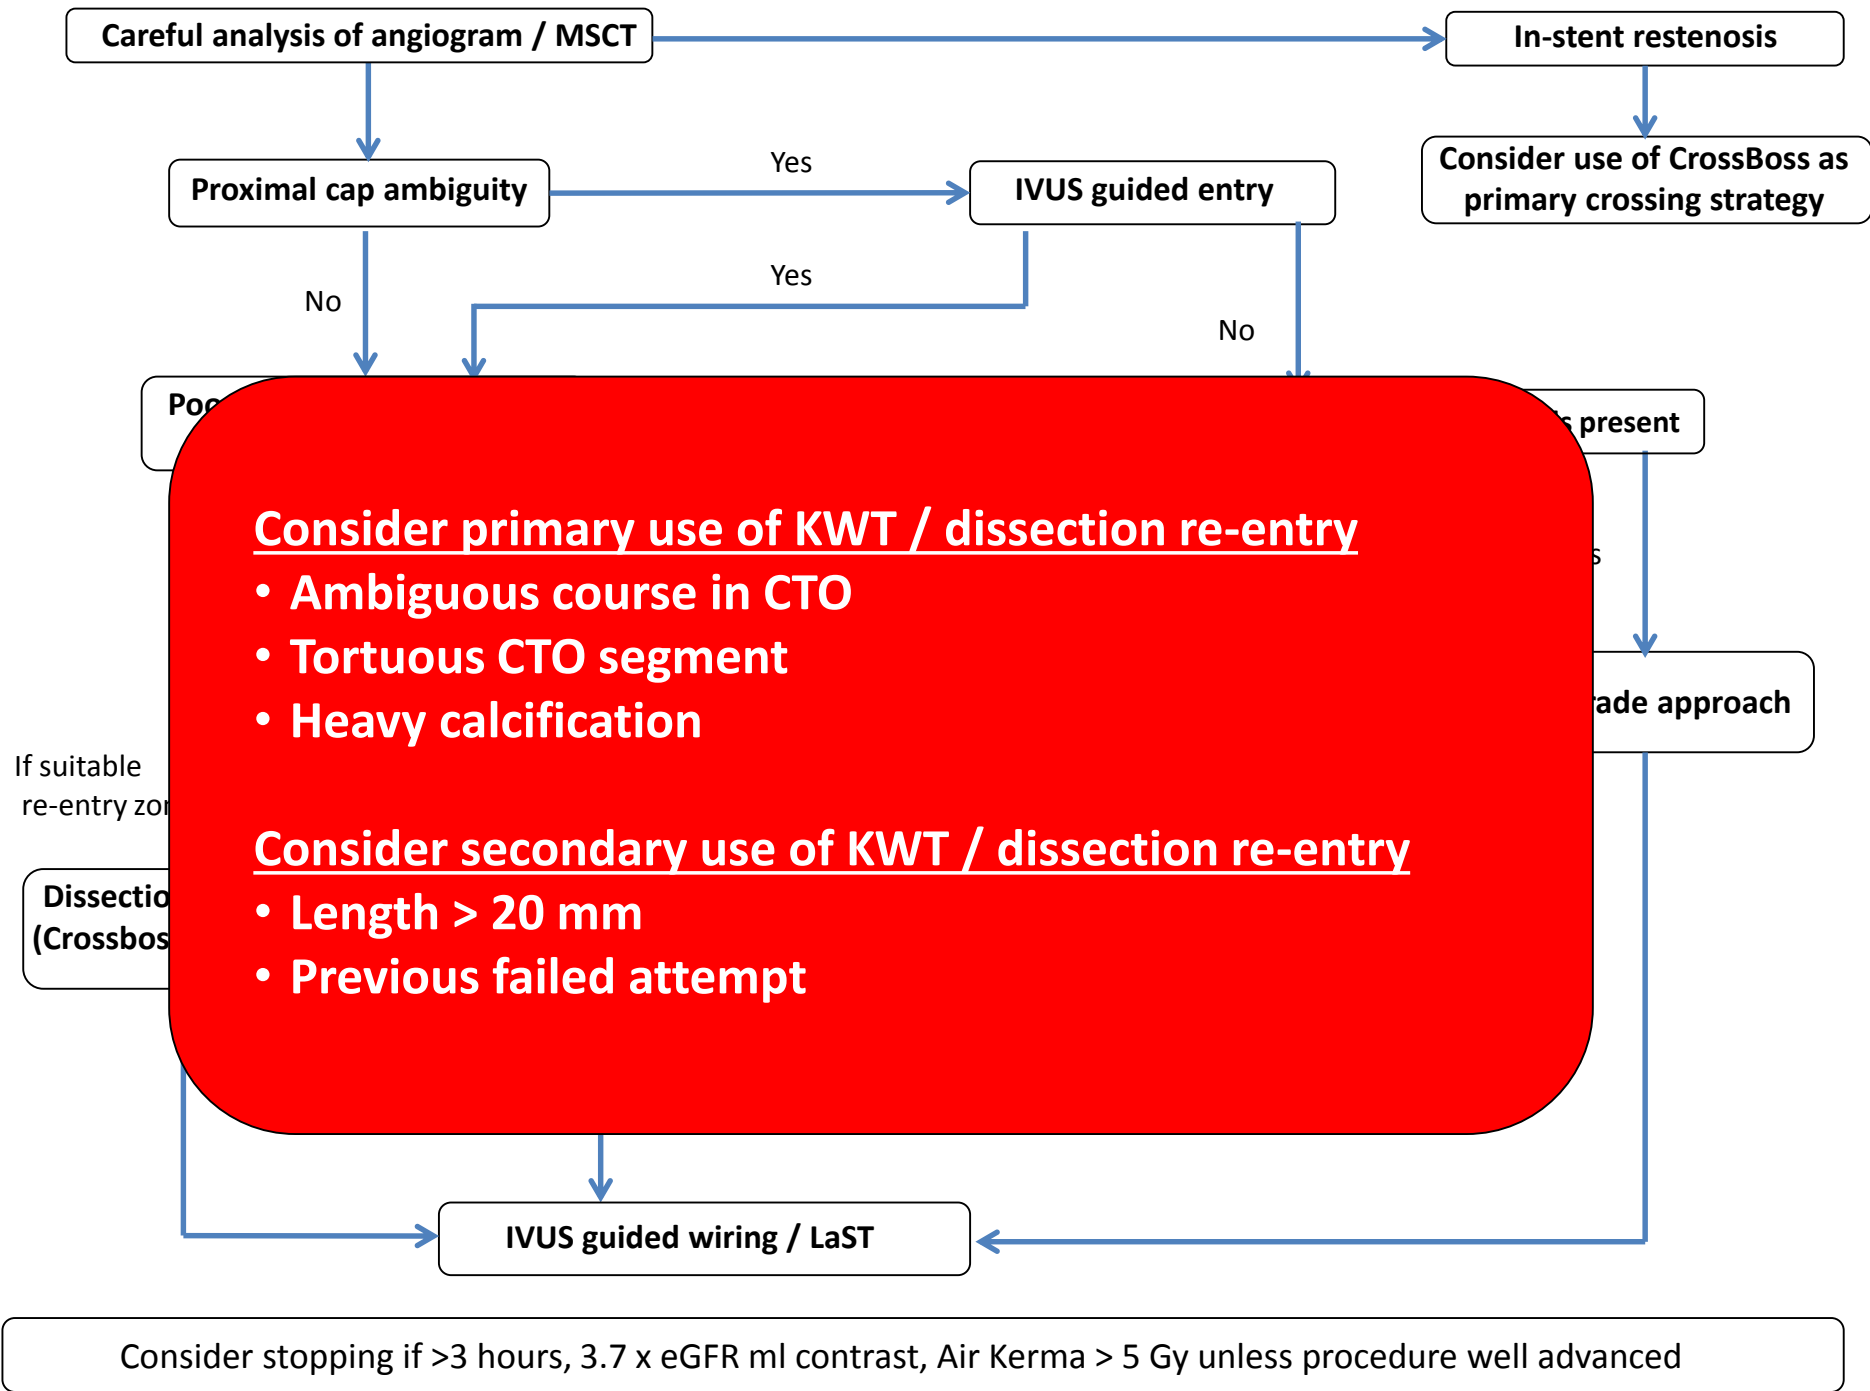 Careful analysis of angiogram / MSCT
In-stent restenosis
Consider use of CrossBoss as
primary crossing strategy
Proximal cap ambiguity
Yes
IVUS guided entry
Yes
No
No
present
Consider primary use of KWT / dissection re-entry
• Ambiguous course in CTO
• Tortuous CTO segment
• Heavy calcification
approach
If suitable
re-entry
Consider secondary use of KWT / dissection re-entry
• Length > 20 mm
• Previous failed attempt
IVUS guided wiring / LaST
Consider stopping if >3 hours, 3.7 x eGFR ml contrast, Air Kerma > 5 Gy unless procedure well advanced